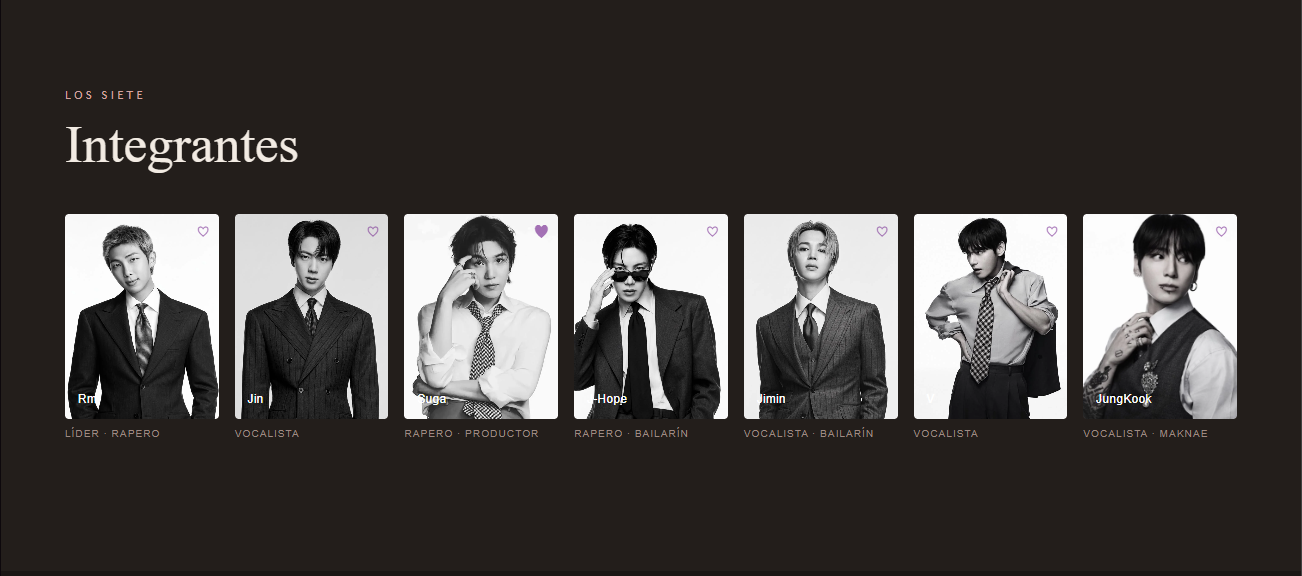 LOS SIETE
Integrantes
Rm
Jin
Suga
-Hope
Jimin
V
JungKook
LÍDER · RAPERO
VOCALISTA
RAPERO · PRODUCTOR
RAPERO · BAILARÍN
VOCALISTA · BAILARÍN
VOCALISTA
VOCALISTA · MAKNAE